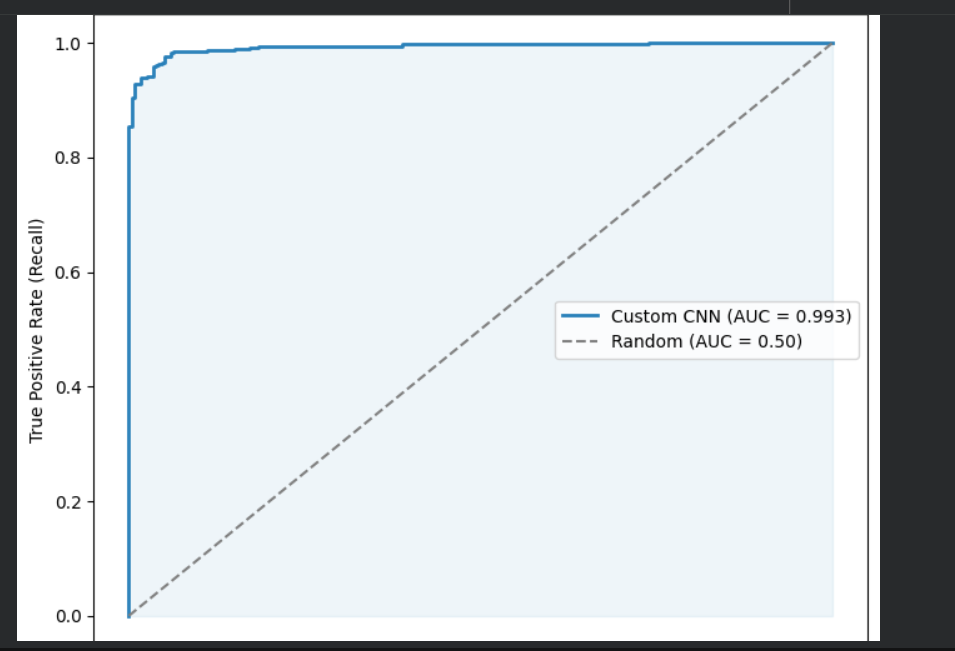 1.0
0.8
0.6
0.4
0.2
0.0
True Positive Rate (Recall)
Custom CNN (AUC = 0.993)
Random (AUC = 0.50)